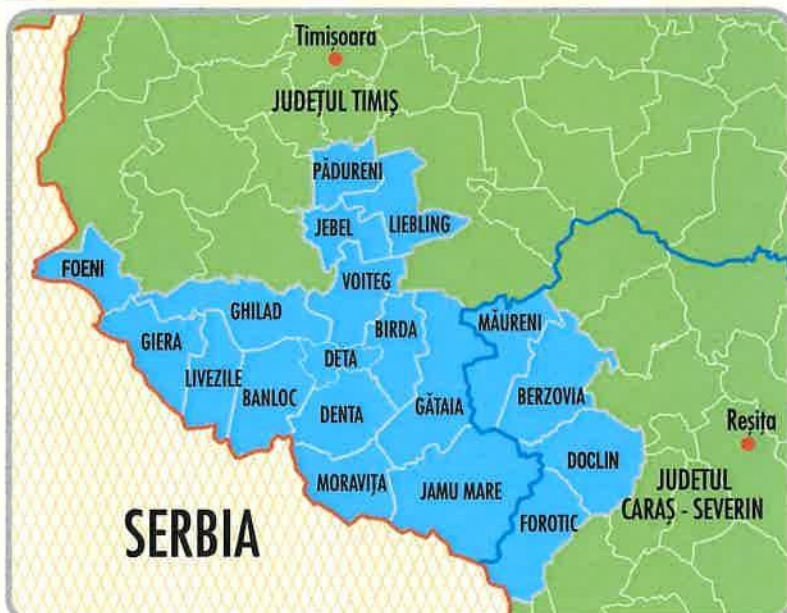 Timișoara
JUDEȚUL TIMIȘ
PĂDURENI
JEBEL
LIEBLING
FOENI
VOITEG
GHILAD
BIRDA
MĂURENI
GIERA
DETA
LIVEZILE
BANLOC
BERZOVIA
DENTA
GĂTAIA
Reșița
DOCLIN
MORAVIȚA
JAMU MARE
JUDETUL
CARAȘ - SEVERIN
FOROTIC
SERBIA